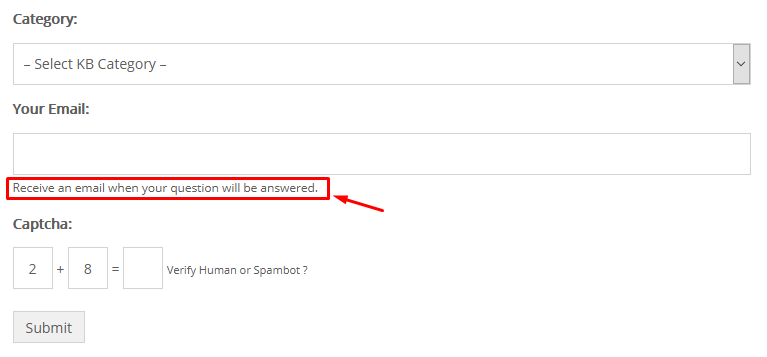 Category:
– Select KB Category –
Your Email:
Receive an email when your question will be answered.
Captcha:
2 + 8 = Verify Human or Spambot ?
Submit